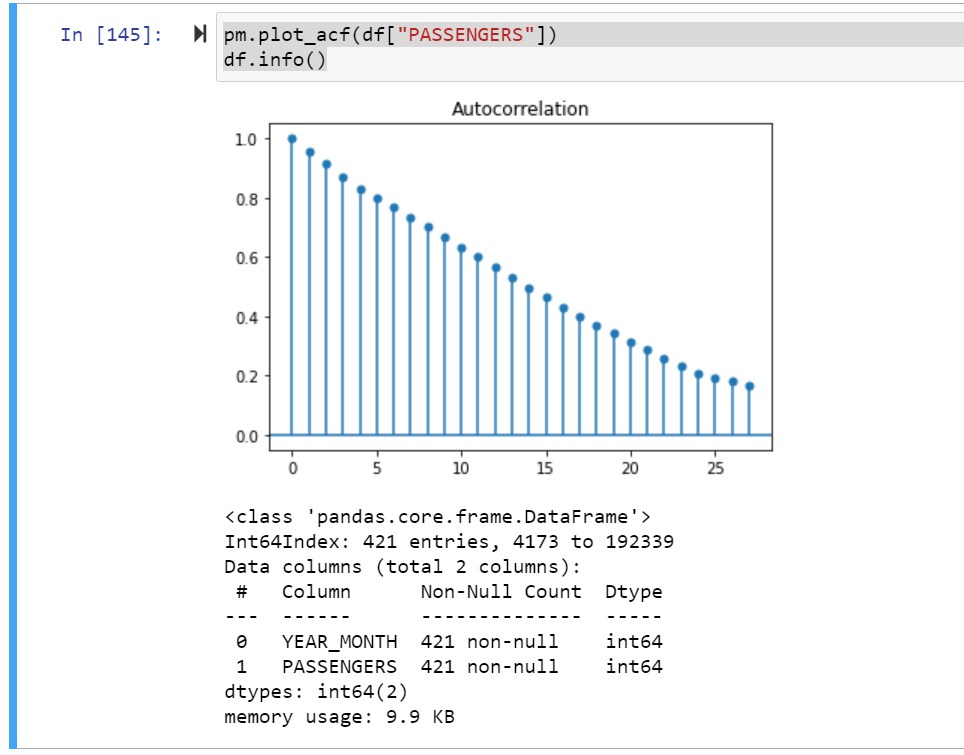 In [145]:
pm.plot_acf(df["PASSENGERS"])
df.info()
Autocorrelation
1.0
0.8
0.6
0.4
0.2
0.0
0 5 10 15 20 25
<class 'pandas.core.frame.DataFrame'>
Int64Index: 421 entries, 4173 to 192339
Data columns (total 2 columns):
 #   Column      Non-Null Count  Dtype
---  ------      --------------  -----
 0   YEAR_MONTH  421 non-null    int64
 1   PASSENGERS  421 non-null    int64
dtypes: int64(2)
memory usage: 9.9 KB